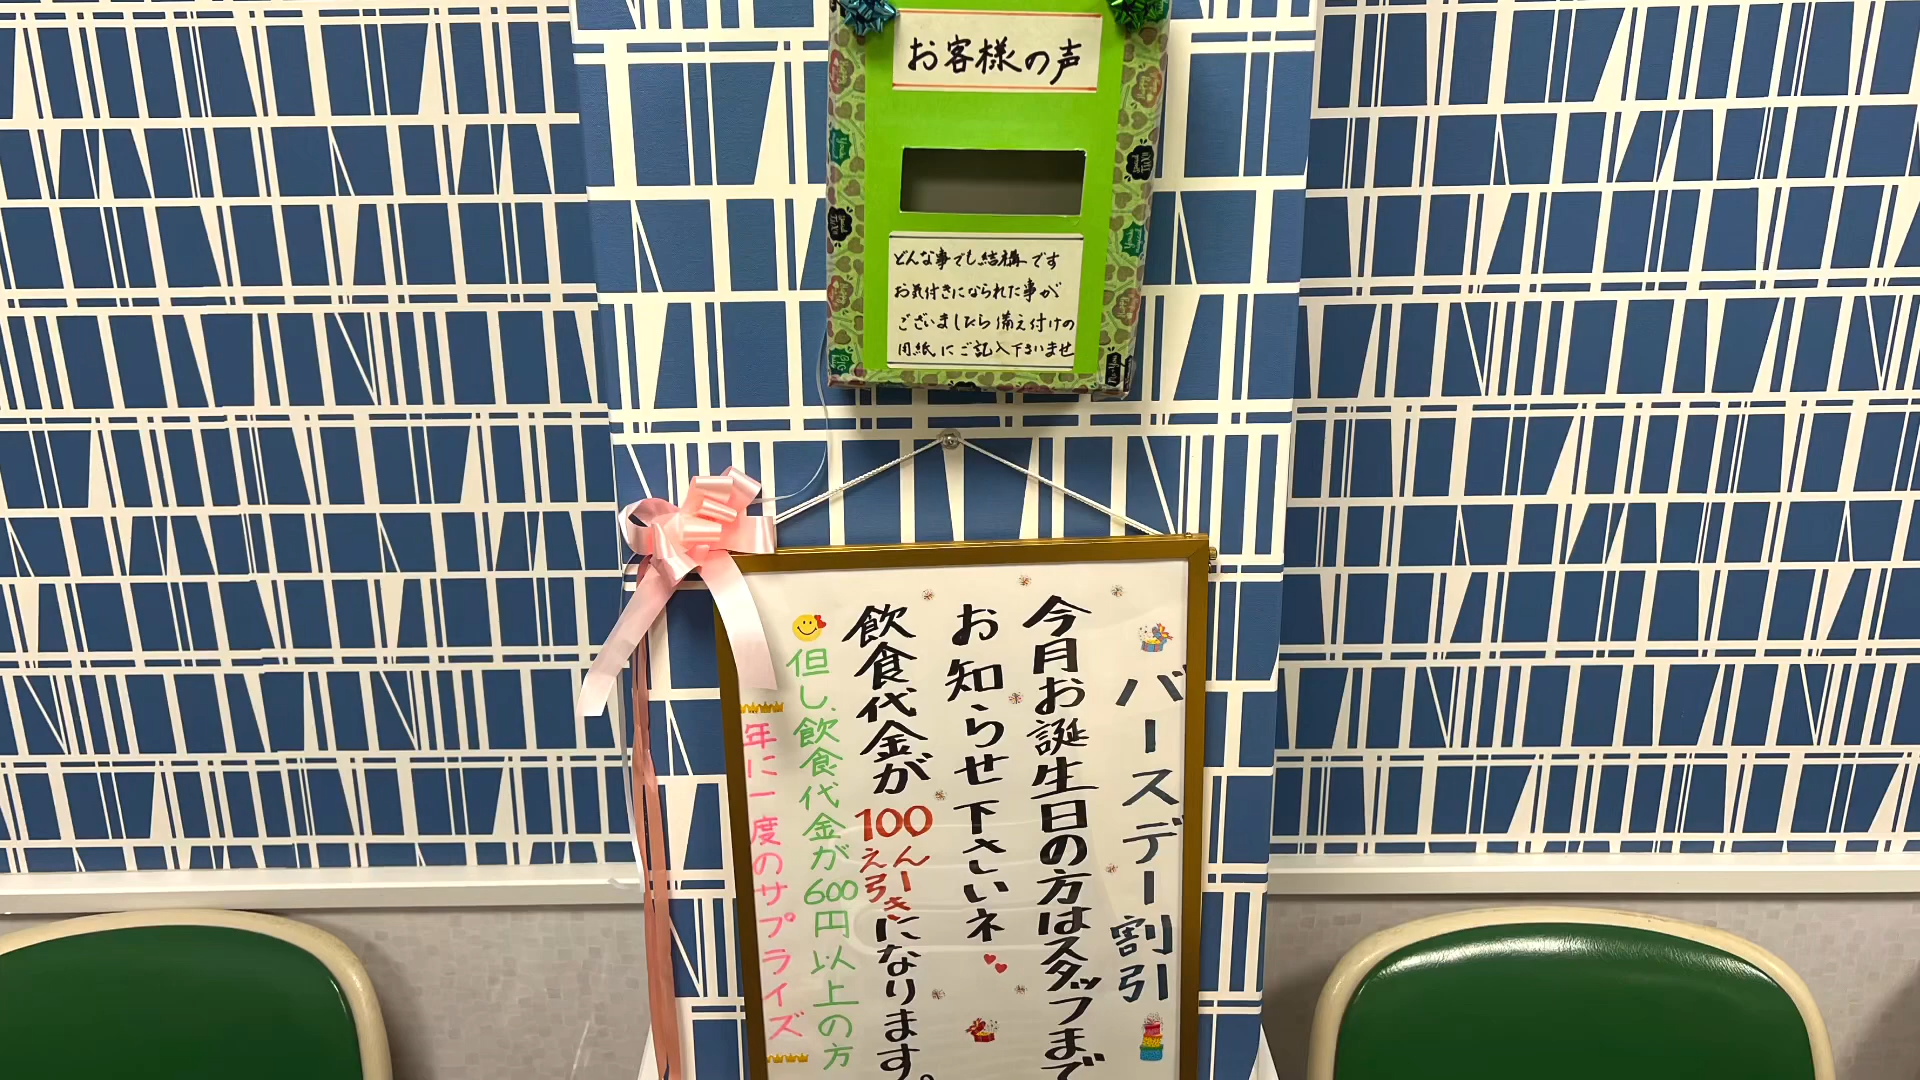 お客様の声
どんな事でも結構です
お気付きになられた事が
ございましたら備え付けの
用紙にご記入下さいませ
バースデー割引
今月お誕生日の方はスタッフまで
お知らせ下さいネ
飲食代金が100えんー引きになります。
但し、飲食代金が600円以上の方
年に一度のサプライズ